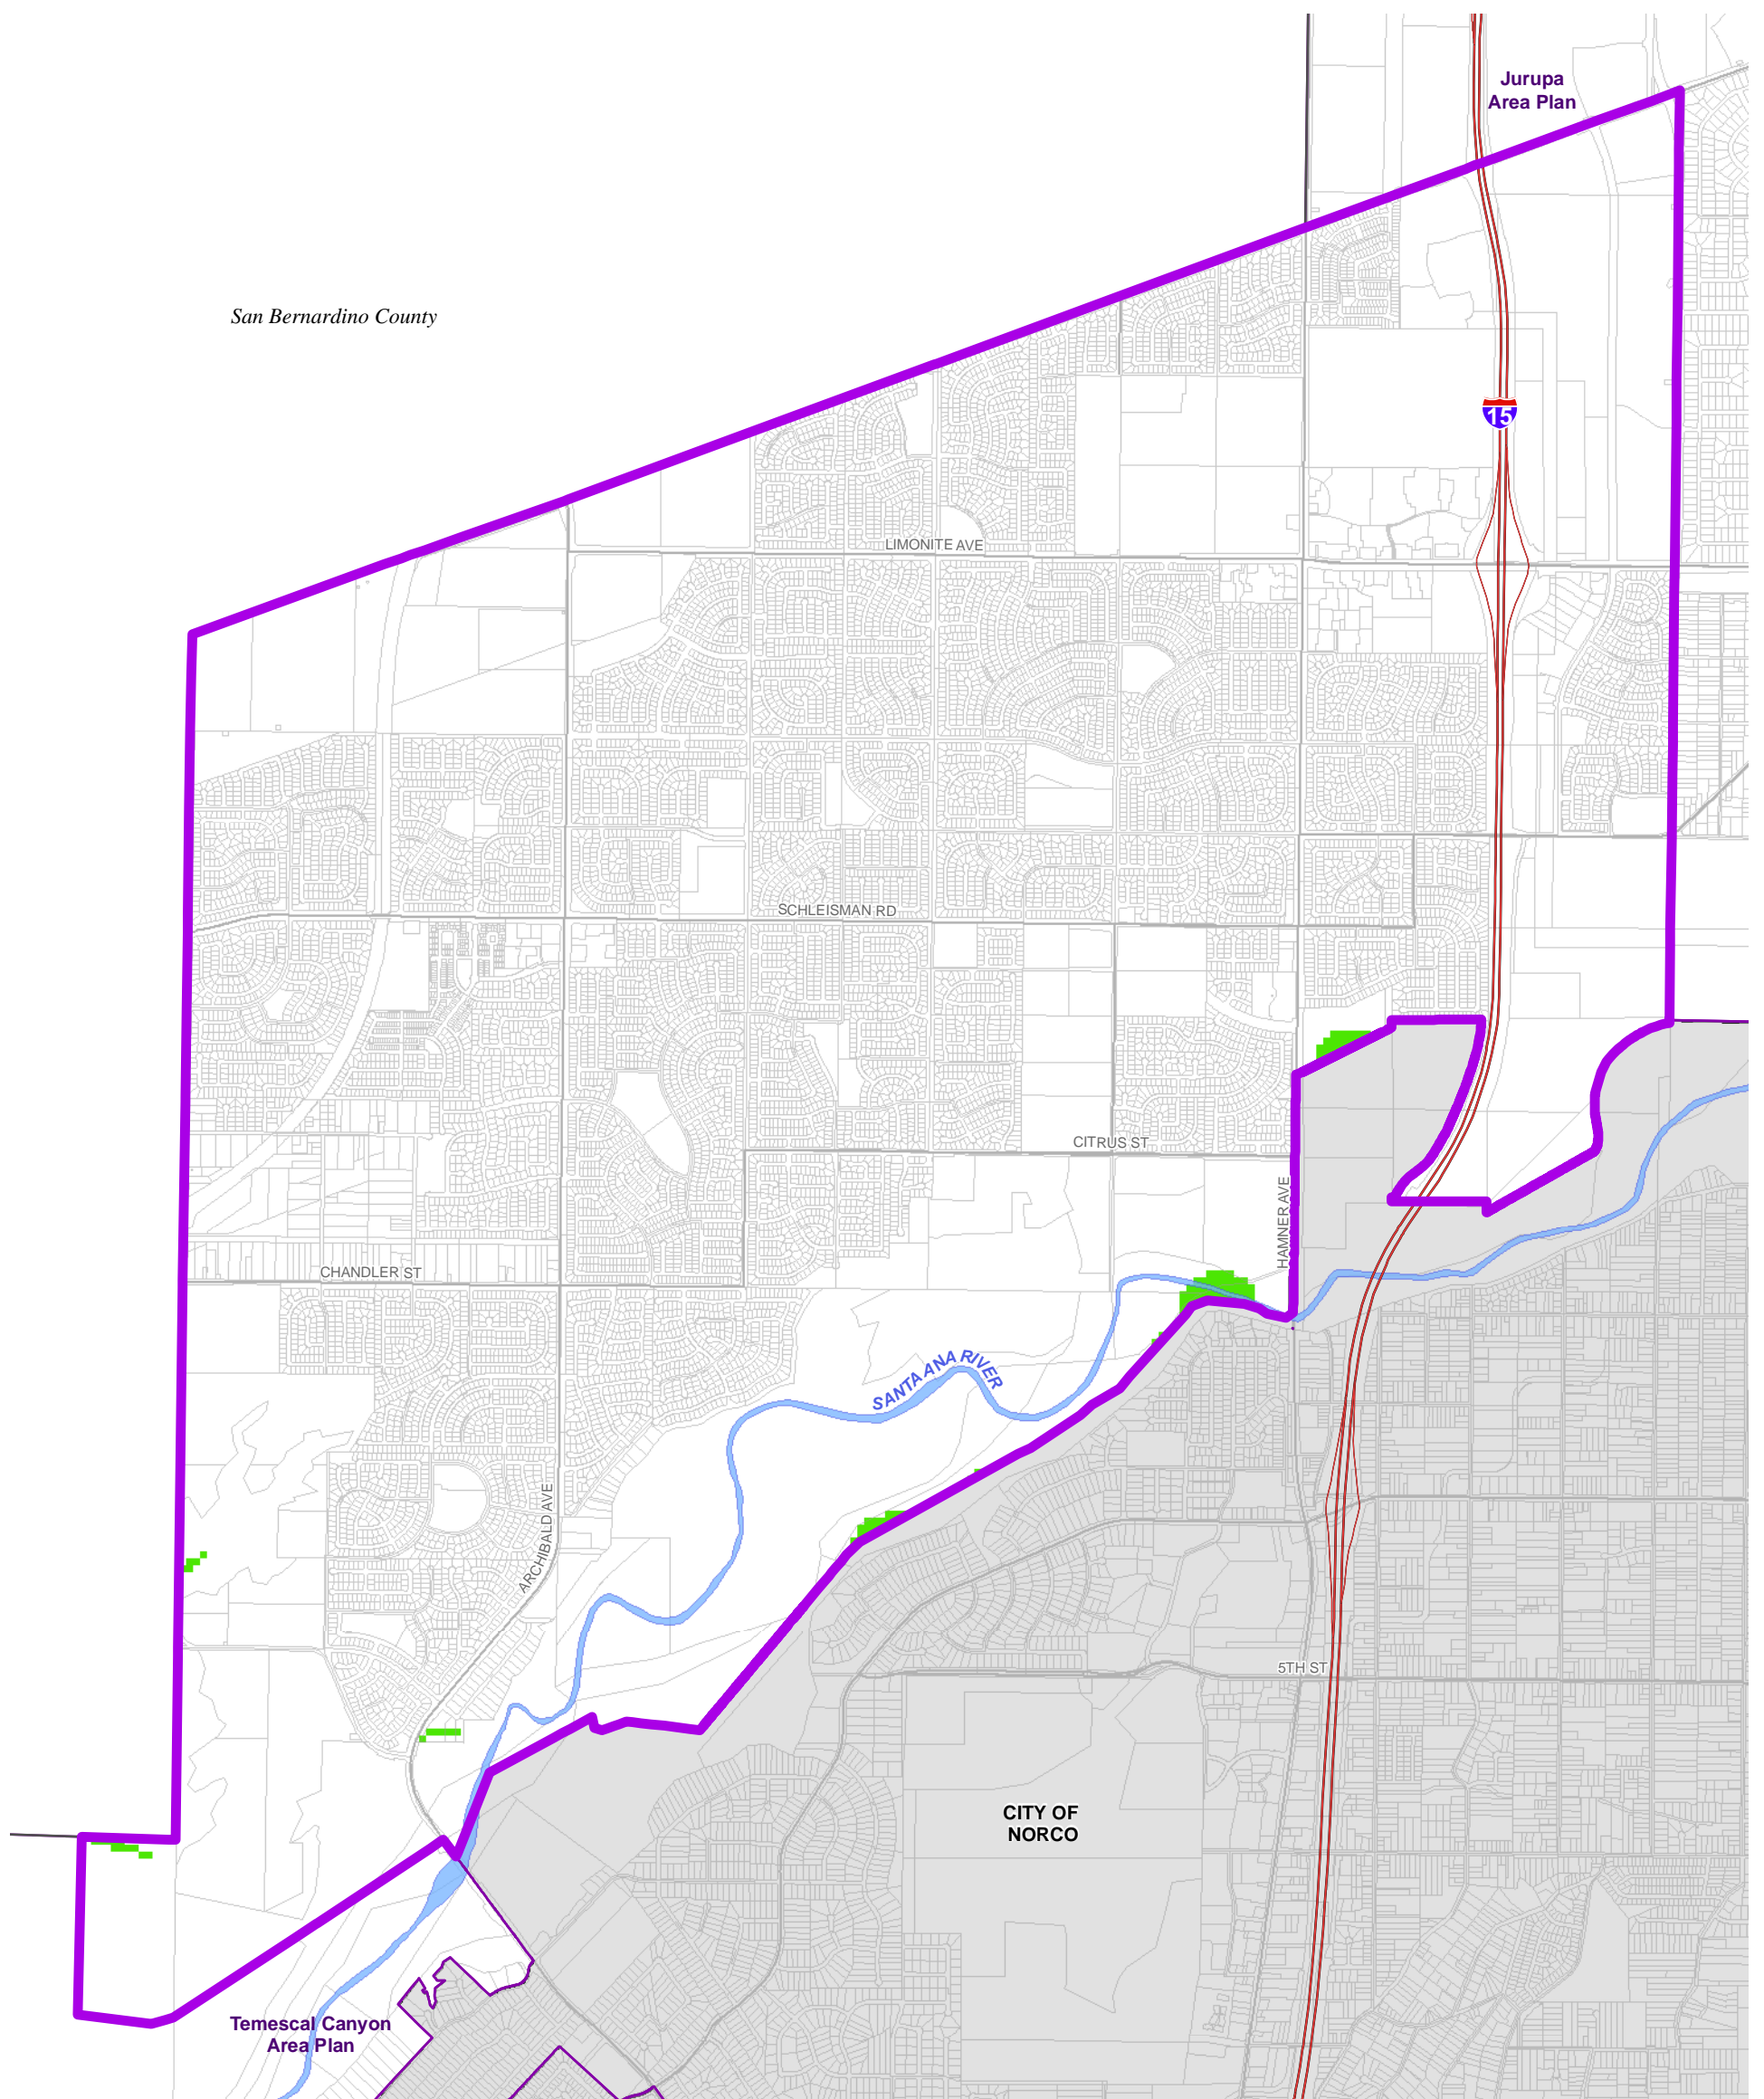 Jurupa
Area Plan
San Bernardino County
15
LIMONITE AVE
SCHLEISMAN RD
CITRUS ST
HAMNER AVE
CHANDLER ST
SANTA ANA RIVER
ARCHIBALD AVE
5TH ST
CITY OF
NORCO
Temescal Canyon
Area Plan